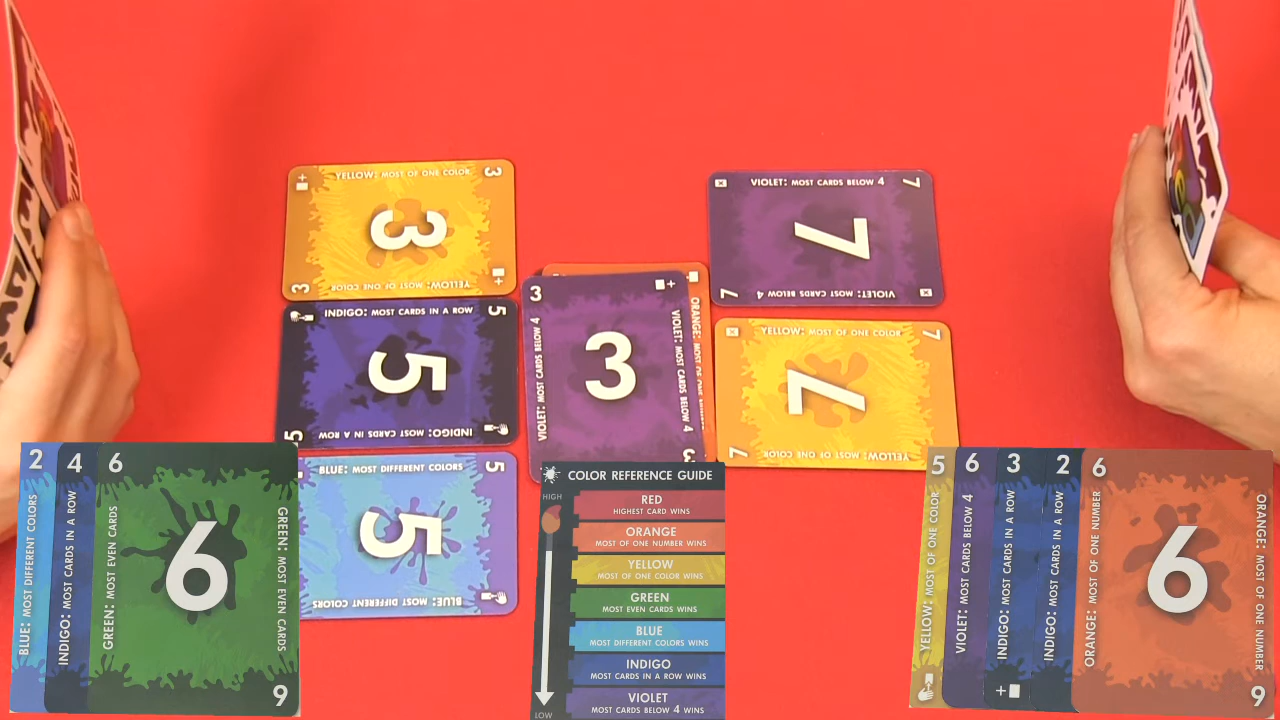 3
YELLOW: MOST OF ONE COLOR
3
3
YELLOW: MOST OF ONE COLOR
INDIGO: MOST CARDS IN A ROW
5
5
5
INDIGO: MOST CARDS IN A ROW
BLUE: MOST DIFFERENT COLORS
5
5
BLUE: MOST DIFFERENT COLORS
3
VIOLET: MOST CARDS BELOW 4
3
VIOLET: MOST CARDS BELOW 4
3
ORANGE: MOST OF ONE
VIOLET: MOST CARDS BELOW 4
7
7
7
VIOLET: MOST CARDS BELOW 4
YELLOW: MOST OF ONE COLOR
7
7
7
YELLOW: MOST OF ONE COLOR
2
BLUE: MOST DIFFERENT COLORS
4
INDIGO: MOST CARDS IN A ROW
6
GREEN: MOST EVEN CARDS
6
GREEN: MOST EVEN CARDS
6
COLOR REFERENCE GUIDE
HIGH
RED
HIGHEST CARD WINS
ORANGE
MOST OF ONE NUMBER WINS
YELLOW
MOST OF ONE COLOR WINS
GREEN
MOST EVEN CARDS WINS
BLUE
MOST DIFFERENT COLORS WINS
INDIGO
MOST CARDS IN A ROW WINS
VIOLET
MOST CARDS BELOW 4 WINS
LOW
5
YELLOW: MOST OF ONE COLOR
6
VIOLET: MOST CARDS BELOW 4
3
INDIGO: MOST CARDS IN A ROW
2
INDIGO: MOST CARDS IN A ROW
6
ORANGE: MOST OF ONE NUMBER
6
ORANGE: MOST OF ONE NUMBER
6